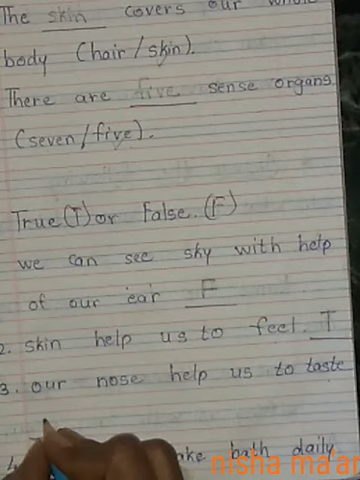 The skin covers our whole
body (hair/skin).
There are five sense organs.
(seven/five).
True(T) or False.(F)
we can see sky with help
of our ear F
2. skin help us to feel. T
3. our nose help us to taste
4. bath daily
nisha ma'am